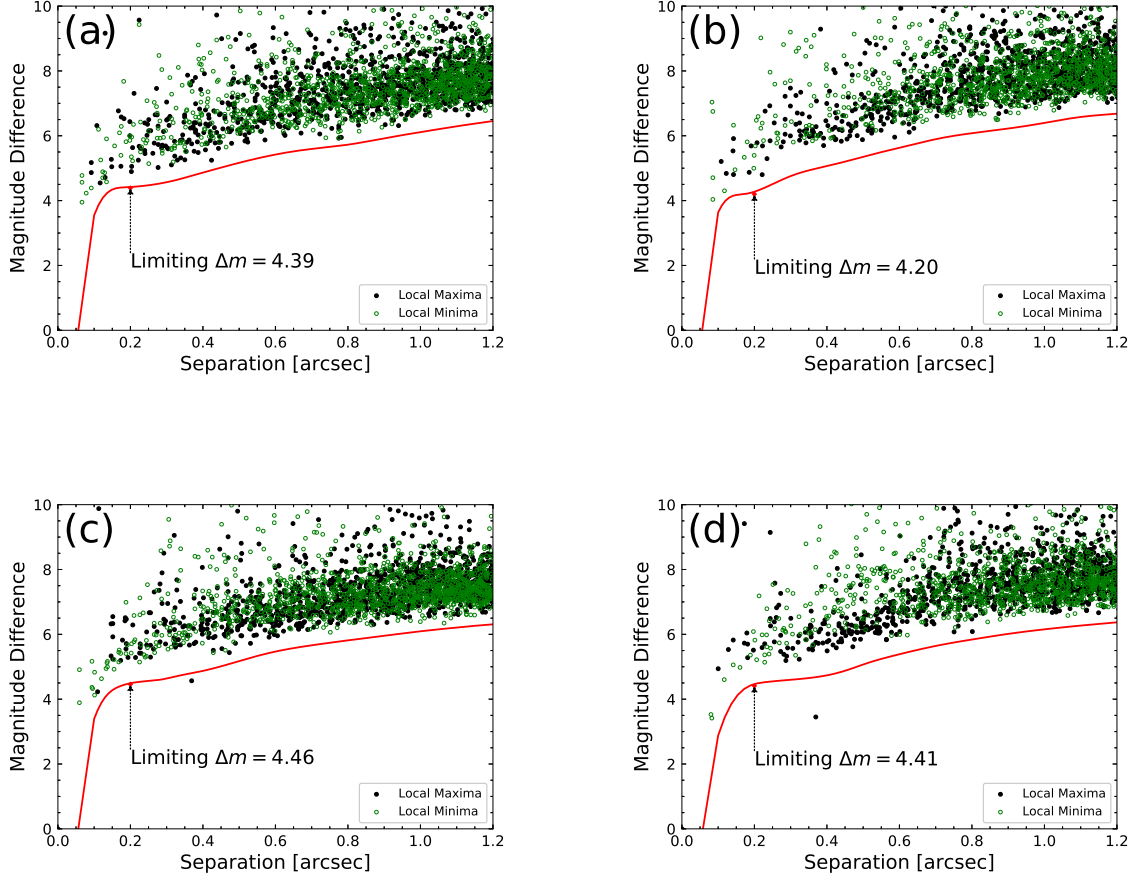 (a)
Magnitude Difference
10
8
6
4
2
0
Limiting Δm = 4.39
Local Maxima
Local Minima
0.0 0.2 0.4 0.6 0.8 1.0 1.2
Separation [arcsec]
(b)
Magnitude Difference
10
8
6
4
2
0
Limiting Δm = 4.20
Local Maxima
Local Minima
0.0 0.2 0.4 0.6 0.8 1.0 1.2
Separation [arcsec]
(c)
Magnitude Difference
10
8
6
4
2
0
Limiting Δm = 4.46
Local Maxima
Local Minima
0.0 0.2 0.4 0.6 0.8 1.0 1.2
Separation [arcsec]
(d)
Magnitude Difference
10
8
6
4
2
0
Limiting Δm = 4.41
Local Maxima
Local Minima
0.0 0.2 0.4 0.6 0.8 1.0 1.2
Separation [arcsec]